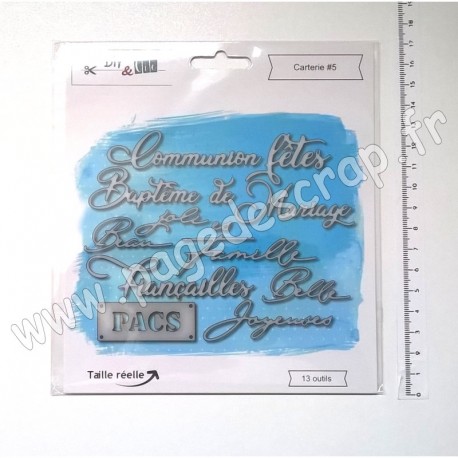 DIY & Cie
Carterie #5
Communion fêtes
Baptême de Mariage
jolie
Beau famille
Fiançailles Belle
PACS Joyeuses
www.pagedescrap.fr
Taille réelle
13 outils